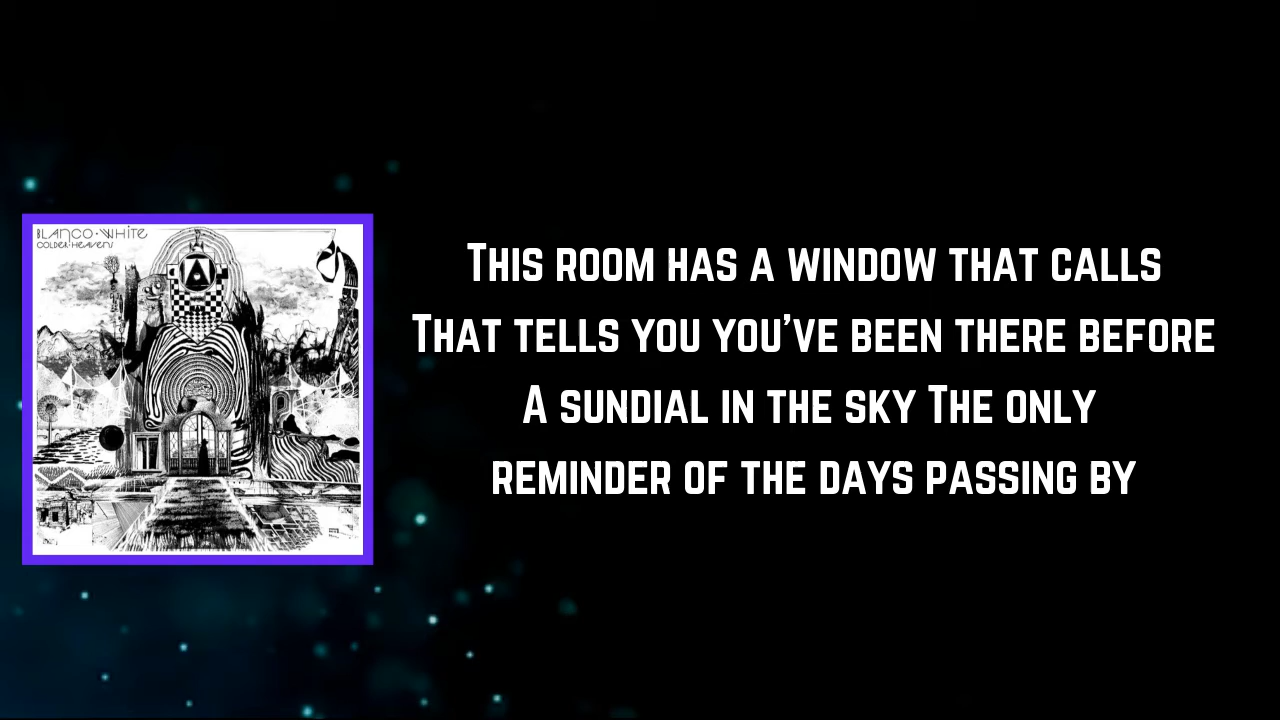 BLANCO·WHITE
COLDER·HEAVENS
THIS ROOM HAS A WINDOW THAT CALLS
THAT TELLS YOU YOU'VE BEEN THERE BEFORE
A SUNDIAL IN THE SKY THE ONLY
REMINDER OF THE DAYS PASSING BY